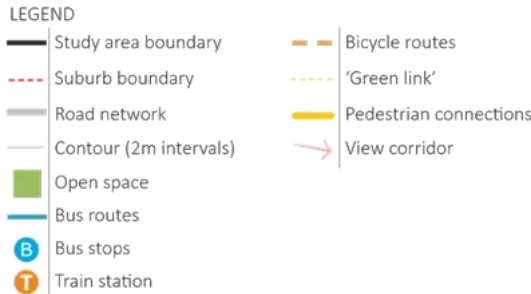 LEGEND
Study area boundary
Suburb boundary
Road network
Contour (2m intervals)
Open space
Bus routes
B Bus stops
T Train station
Bicycle routes
‘Green link’
Pedestrian connections
View corridor